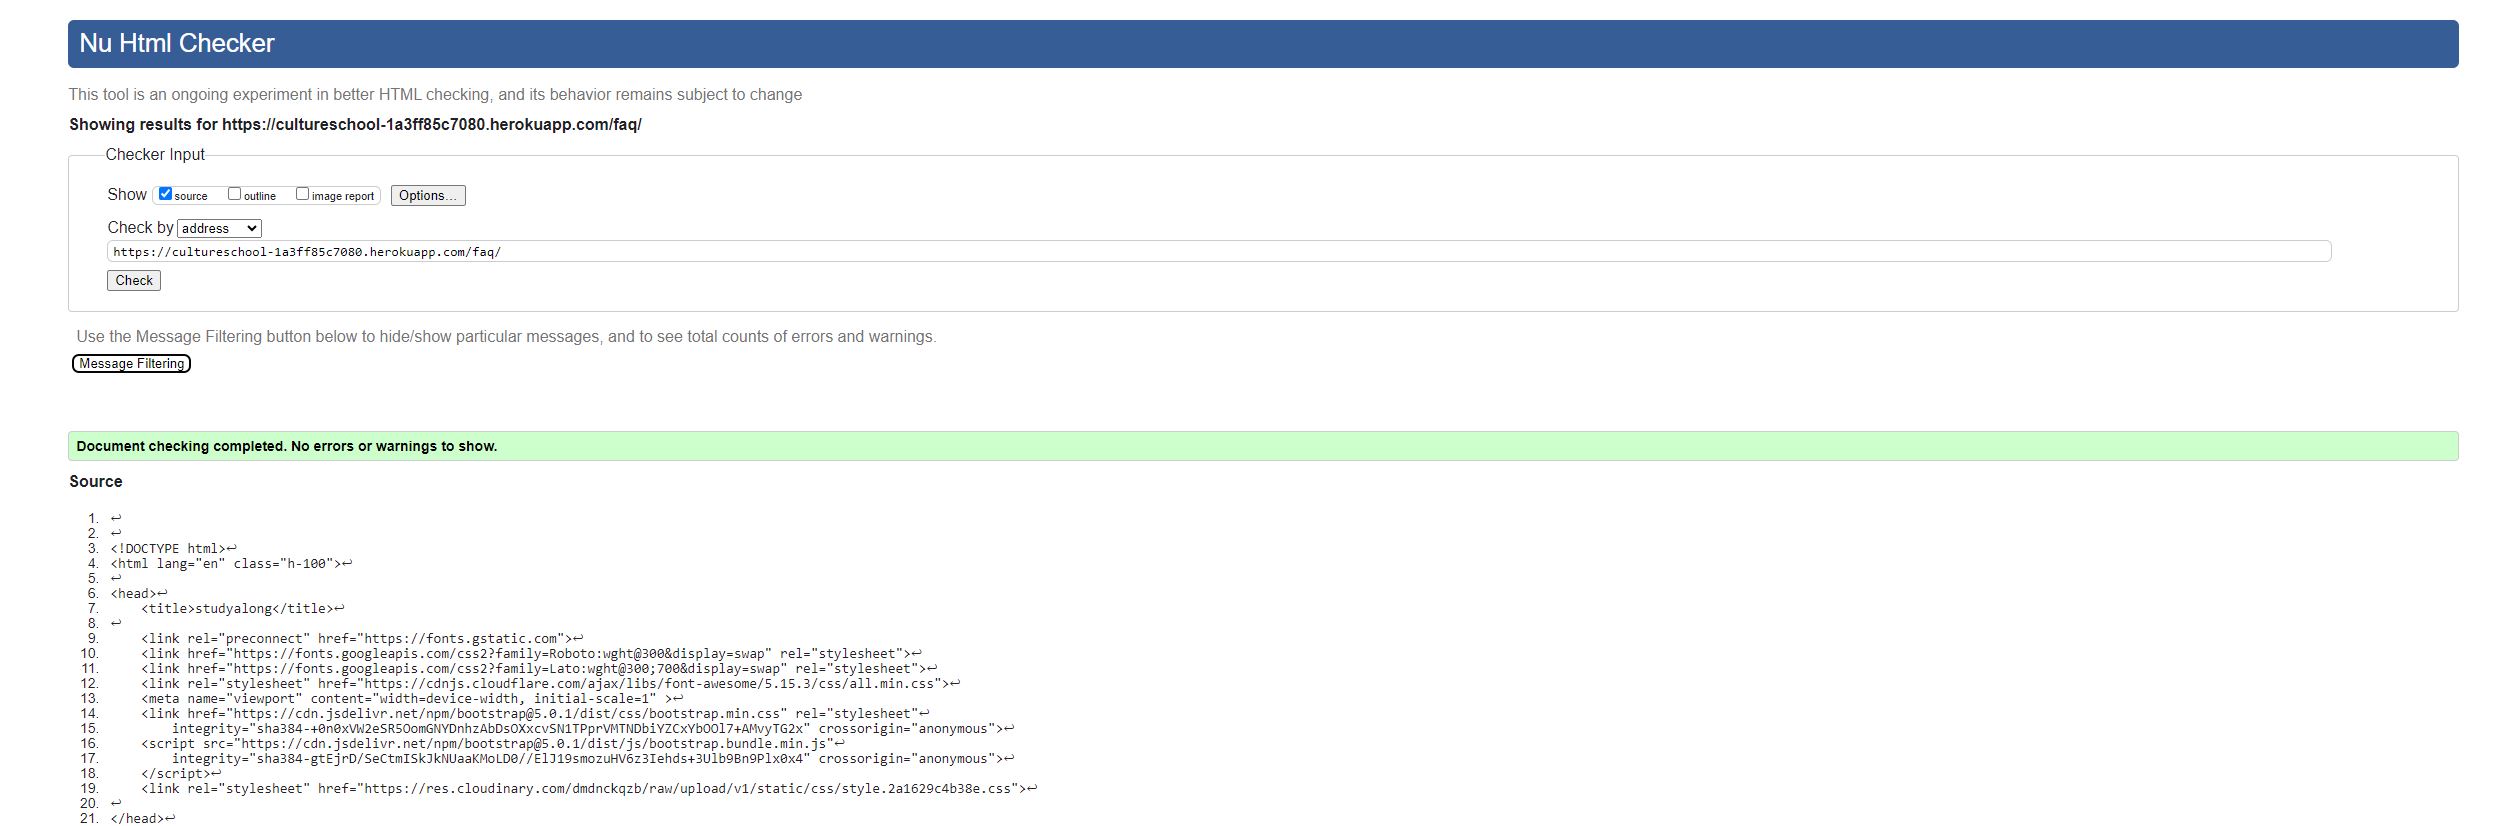 Nu Html Checker
This tool is an ongoing experiment in better HTML checking, and its behavior remains subject to change
Showing results for https://cultureschool-1a3ff85c7080.herokuapp.com/faq/
Checker Input
Show source outline image report Options...
Check by address
https://cultureschool-1a3ff85c7080.herokuapp.com/faq/
Check
Use the Message Filtering button below to hide/show particular messages, and to see total counts of errors and warnings.
Message Filtering
Document checking completed. No errors or warnings to show.
Source
1. ↩
2. ↩
3. <!DOCTYPE html>↩
4. <html lang="en" class="h-100">↩
5. ↩
6. <head>↩
7. <title>studyalong</title>↩
8. ↩
9. <link rel="preconnect" href="https://fonts.gstatic.com">↩
10. <link href="https://fonts.googleapis.com/css2?family=Roboto:wght@300&display=swap" rel="stylesheet">↩
11. <link href="https://fonts.googleapis.com/css2?family=Lato:wght@300;700&display=swap" rel="stylesheet">↩
12. <link rel="stylesheet" href="https://cdnjs.cloudflare.com/ajax/libs/font-awesome/5.15.3/css/all.min.css">↩
13. <meta name="viewport" content="width=device-width, initial-scale=1" >↩
14. <link href="https://cdn.jsdelivr.net/npm/bootstrap@5.0.1/dist/css/bootstrap.min.css" rel="stylesheet"↩
15. integrity="sha384-+0n0xVW2eSR5OomGNYDnhzAbDsOXxcvSN1TPprVMTNDbiYZCxYbOOl7+AMvyTG2x" crossorigin="anonymous">↩
16. <script src="https://cdn.jsdelivr.net/npm/bootstrap@5.0.1/dist/js/bootstrap.bundle.min.js"↩
17. integrity="sha384-gtEjrD/SeCtmISkJkNUaaKMoLD0//ElJ19smozuHV6z3Iehds+3Ulb9Bn9Plx0x4" crossorigin="anonymous">↩
18. </script>↩
19. <link rel="stylesheet" href="https://res.cloudinary.com/dmdnckqzb/raw/upload/v1/static/css/style.2a1629c4b38e.css">↩
20. ↩
21. </head>↩